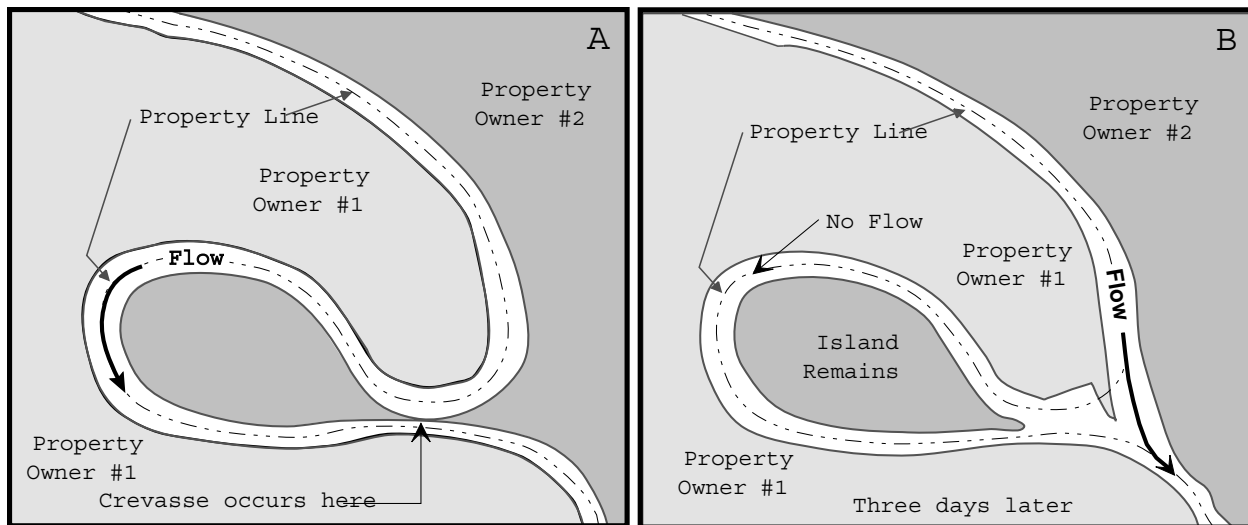 A
Property
Owner #2
Property Line
Property
Owner #1
Flow
Property
Owner #1
Crevasse occurs here
B
Property
Owner #2
Property Line
No Flow
Property
Owner #1
Flow
Island
Remains
Property
Owner #1
Three days later